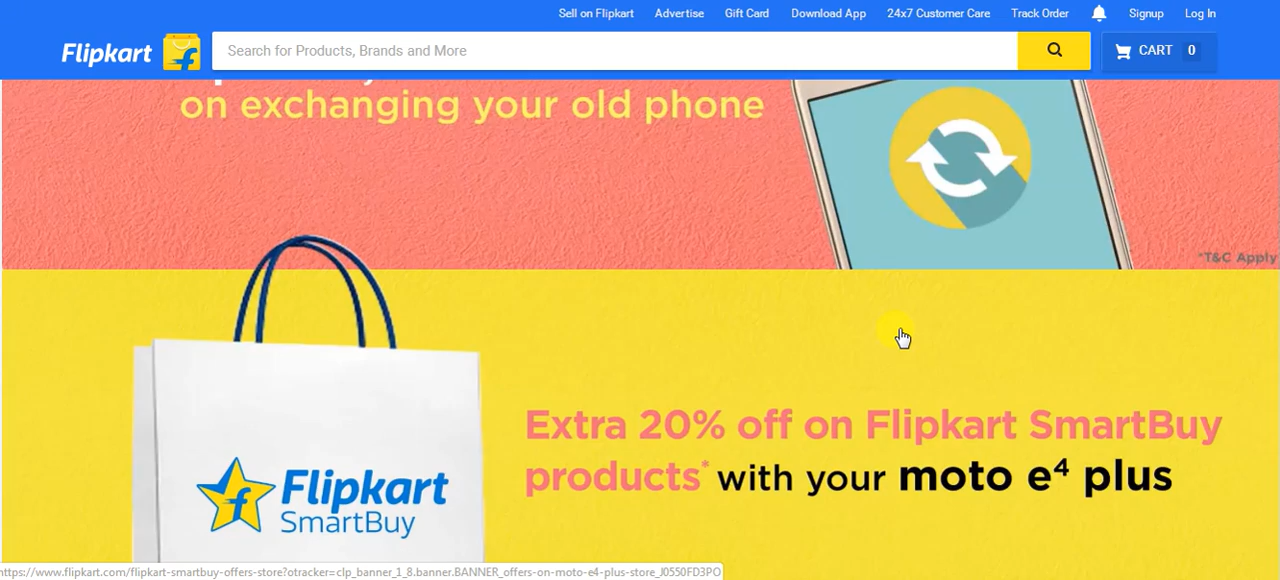 Sell on Flipkart Advertise Gift Card Download App 24x7 Customer Care Track Order Signup Log In
Flipkart Search for Products, Brands and More CART 0
on exchanging your old phone
*T&C Apply
Extra 20% off on Flipkart SmartBuy
products* with your moto e⁴ plus
Flipkart
SmartBuy
https://www.flipkart.com/flipkart-smartbuy-offers-store?otracker=clp_banner_1_8.banner.BANNER_offers-on-moto-e4-plus-store_J0550FD3PO